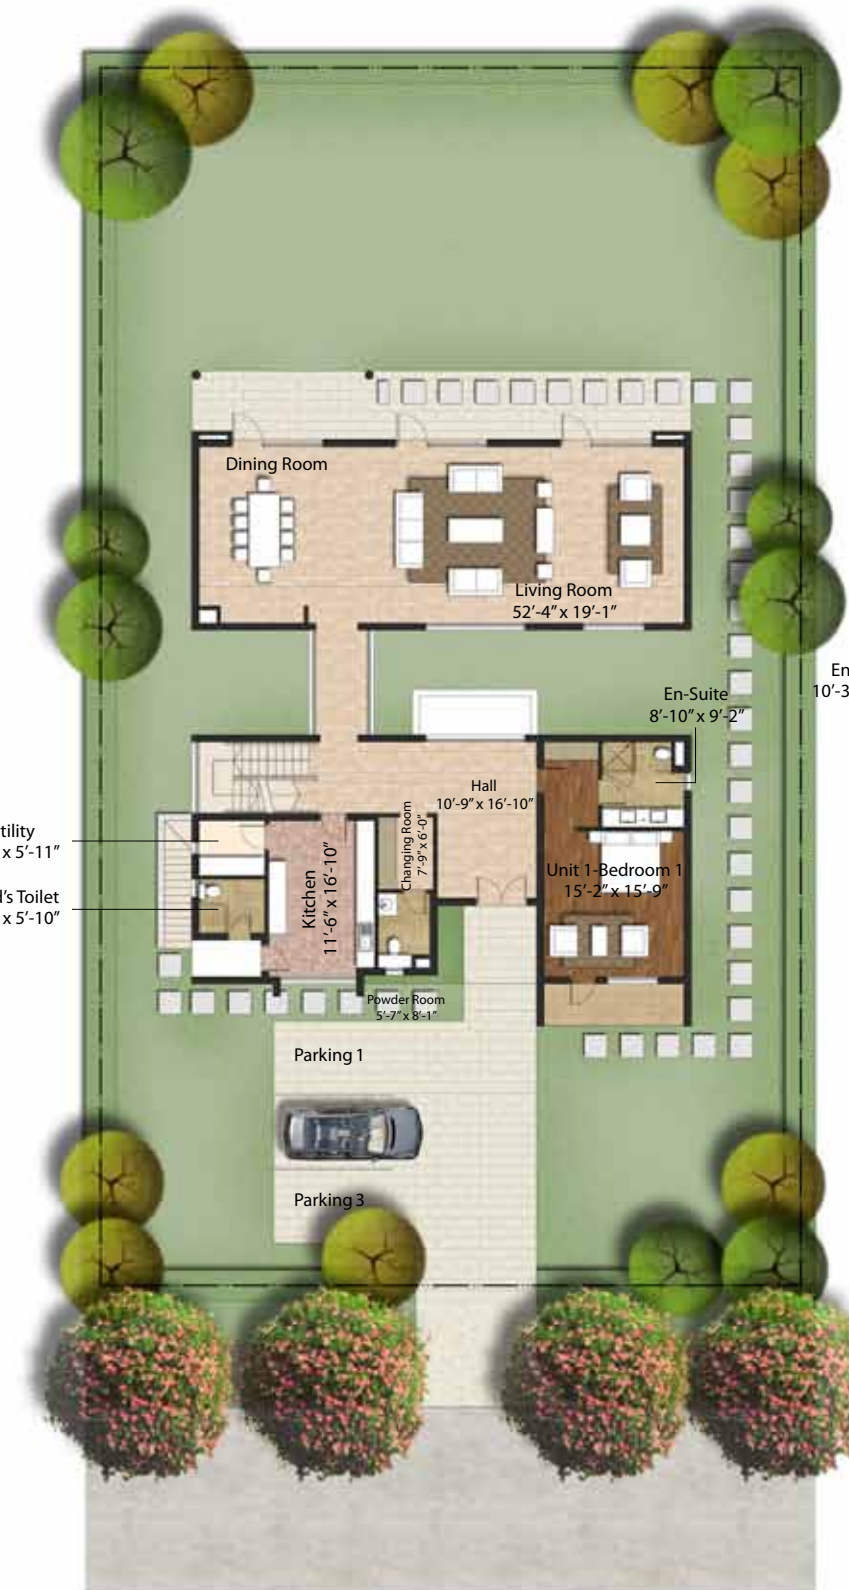 Dining Room
Living Room
52’-4” x 19’-1”
En
10’-3
En-Suite
8’-10” x 9’-2”
Hall
10’-9” x 16’-10”
Changing Room
7’-9” x 6’-0”
Kitchen
11’-6” x 16’-10”
tility
x 5’-11”
Unit 1-Bedroom 1
15’-2” x 15’-9”
’s Toilet
x 5’-10”
Powder Room
5’-7” x 8’-1”
Parking 1
Parking 3